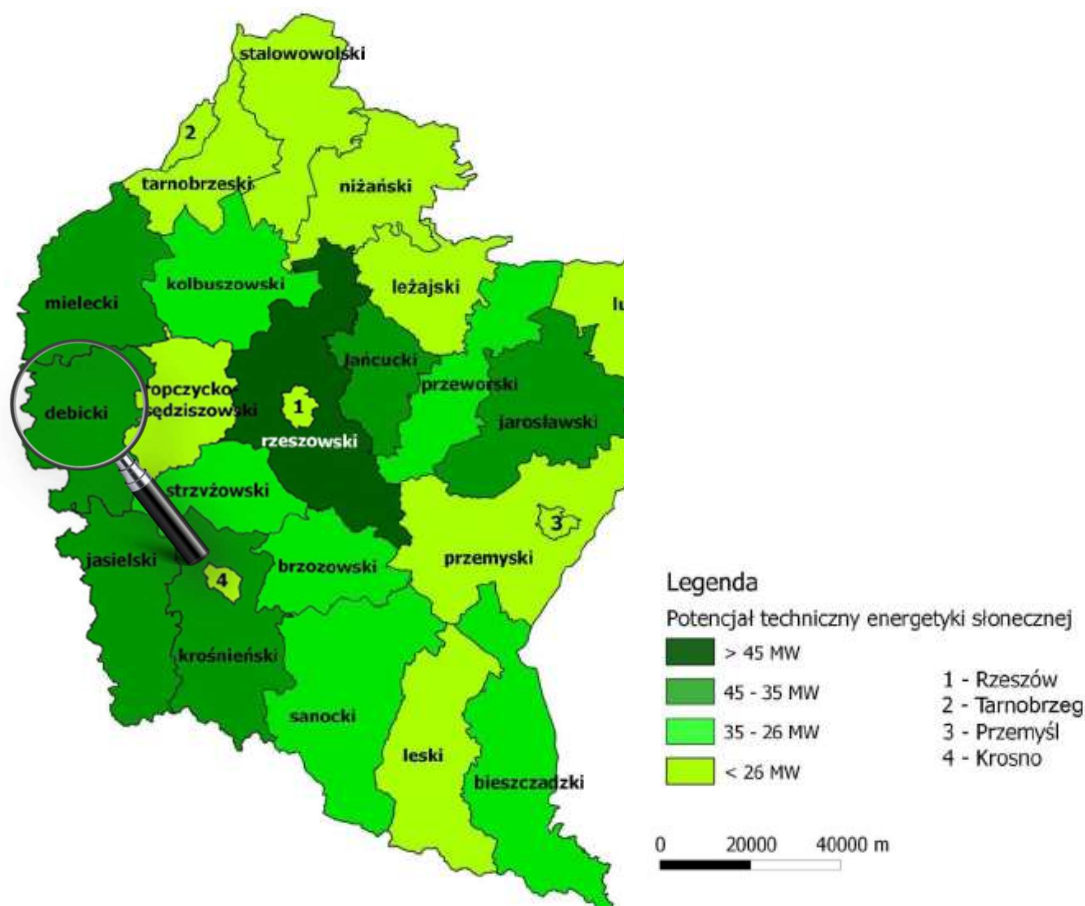 stalowowolski
2
tarnobrzeski
niżański
kolbuszowski
leżajski
lu
mielecki
łańcucki
przeworski
ropczycko
sędziszowski
debicki
1
jarosławski
rzeszowski
strzyżowski
3
przemyski
jasielski
brzozowski
4
krośnieński
sanocki
leski
bieszczadzki
Legenda
Potencjał techniczny energetyki słonecznej
> 45 MW
45 - 35 MW
35 - 26 MW
< 26 MW
1 - Rzeszów
2 - Tarnobrzeg
3 - Przemyśl
4 - Krosno
0 20000 40000 m